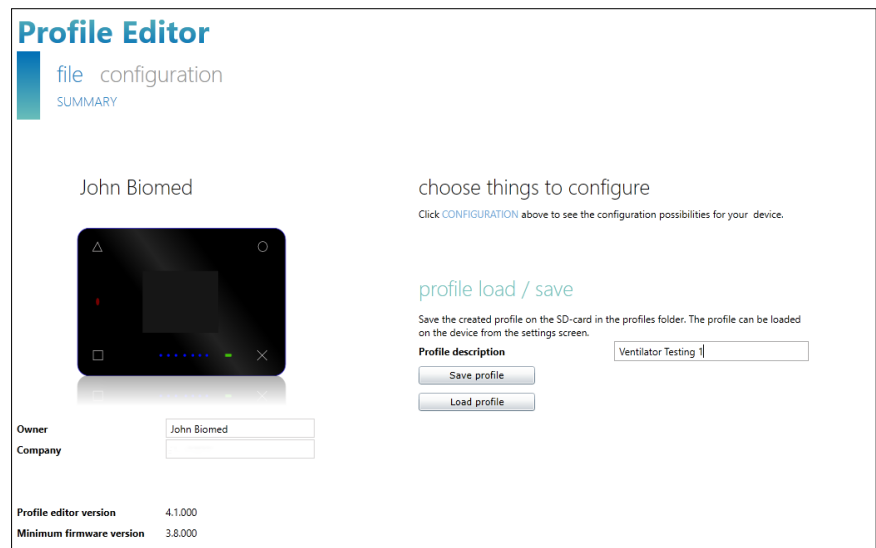 Profile Editor
file configuration
SUMMARY
John Biomed
choose things to configure
Click CONFIGURATION above to see the configuration possibilities for your device.
profile load / save
Save the created profile on the SD-card in the profiles folder. The profile can be loaded
on the device from the settings screen.
Profile description Ventilator Testing 1
Save profile
Load profile
Owner John Biomed
Company
Profile editor version 4.1.000
Minimum firmware version 3.8.000